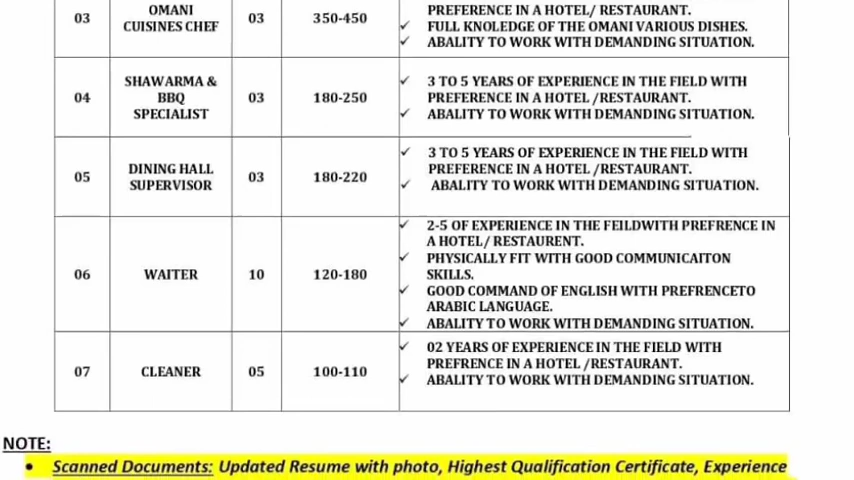 03
OMANI
CUISINES CHEF
03
350-450
PREFERENCE IN A HOTEL/ RESTAURANT.
✓ FULL KNOLEDGE OF THE OMANI VARIOUS DISHES.
✓ ABALITY TO WORK WITH DEMANDING SITUATION.
04
SHAWARMA &
BBQ
SPECIALIST
03
180-250
✓ 3 TO 5 YEARS OF EXPERIENCE IN THE FIELD WITH
PREFERENCE IN A HOTEL /RESTAURANT.
✓ ABALITY TO WORK WITH DEMANDING SITUATION.
05
DINING HALL
SUPERVISOR
03
180-220
✓ 3 TO 5 YEARS OF EXPERIENCE IN THE FIELD WITH
PREFERENCE IN A HOTEL /RESTAURANT.
✓ ABALITY TO WORK WITH DEMANDING SITUATION.
06
WAITER
10
120-180
✓ 2-5 OF EXPERIENCE IN THE FEILDWITH PREFRENCE IN
A HOTEL/ RESTAURENT.
✓ PHYSICALLY FIT WITH GOOD COMMUNICAITON
SKILLS.
✓ GOOD COMMAND OF ENGLISH WITH PREFRENCETO
ARABIC LANGUAGE.
✓ ABALITY TO WORK WITH DEMANDING SITUATION.
07
CLEANER
05
100-110
✓ 02 YEARS OF EXPERIENCE IN THE FIELD WITH
PREFRENCE IN A HOTEL /RESTAURANT.
✓ ABALITY TO WORK WITH DEMANDING SITUATION.
NOTE:
• Scanned Documents: Updated Resume with photo, Highest Qualification Certificate, Experience